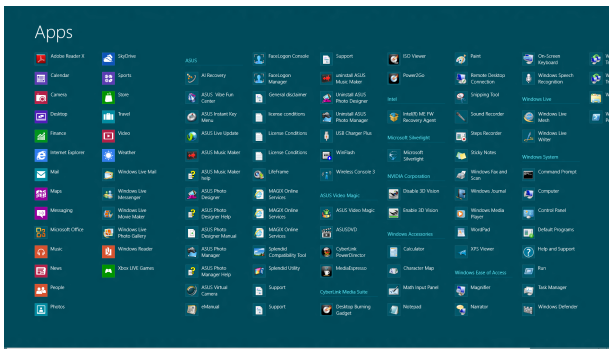 Apps
Adobe Reader X
Calendar
Camera
Desktop
Finance
Internet Explorer
Mail
Maps
Messaging
Microsoft Office
Music
News
People
Photos
SkyDrive
Sports
Store
Travel
Video
Weather
Windows Live Mail
Windows Live
Messenger
Windows Live
Movie Maker
Windows Live
Photo Gallery
Windows Reader
Xbox LIVE Games
ASUS
AI Recovery
ASUS Vibe Fun
Center
ASUS Instant Key
Menu
ASUS Live Update
ASUS Music Maker
ASUS Music Maker
help
ASUS Photo
Designer
ASUS Photo
Designer Help
ASUS Photo
Designer Manual
ASUS Photo
Manager
ASUS Photo
Manager Help
ASUS Virtual
Camera
eManual
FaceLogon Console
FaceLogon
Manager
General disclaimer
license conditions
License Conditions
License Conditions
LifeFrame
MAGIX Online
Services
MAGIX Online
Services
MAGIX Online
Services
Splendid
Compatibility Tool
Splendid Utility
Support
Support
Support
uninstall ASUS
Music Maker
Uninstall ASUS
Photo Designer
Uninstall ASUS
Photo Manager
USB Charger Plus
WinFlash
Wireless Console 3
ASUS Video Magic
ASUS Video Magic
ASUSDVD
CyberLink
PowerDirector
MediaEspresso
CyberLink Media Suite
Desktop Burning
Gadget
ISO Viewer
Power2Go
Intel
Intel(R) ME FW
Recovery Agent
Microsoft Silverlight
Microsoft
Silverlight
NVIDIA Corporation
Disable 3D Vision
Enable 3D Vision
Windows Accessories
Calculator
Character Map
Math Input Panel
Notepad
Paint
Remote Desktop
Connection
Snipping Tool
Sound Recorder
Steps Recorder
Sticky Notes
Windows Fax and
Scan
Windows Journal
Windows Media
Player
WordPad
XPS Viewer
Windows Ease of Access
Magnifier
Narrator
On-Screen
Keyboard
Windows Speech
Recognition
Windows Live
Windows Live
Mesh
Windows Live
Writer
Windows System
Command Prompt
Computer
Control Panel
Default Programs
Help and Support
Run
Task Manager
Windows Defender